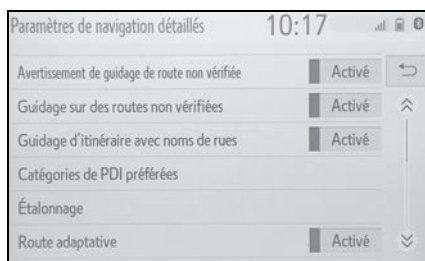 Paramètres de navigation détaillés 10:17
Avertissement de guidage de route non vérifiée Activé
Guidage sur des routes non vérifiées Activé
Guidage d'itinéraire avec noms de rues Activé
Catégories de PDI préférées
Étalonnage
Route adaptative Activé